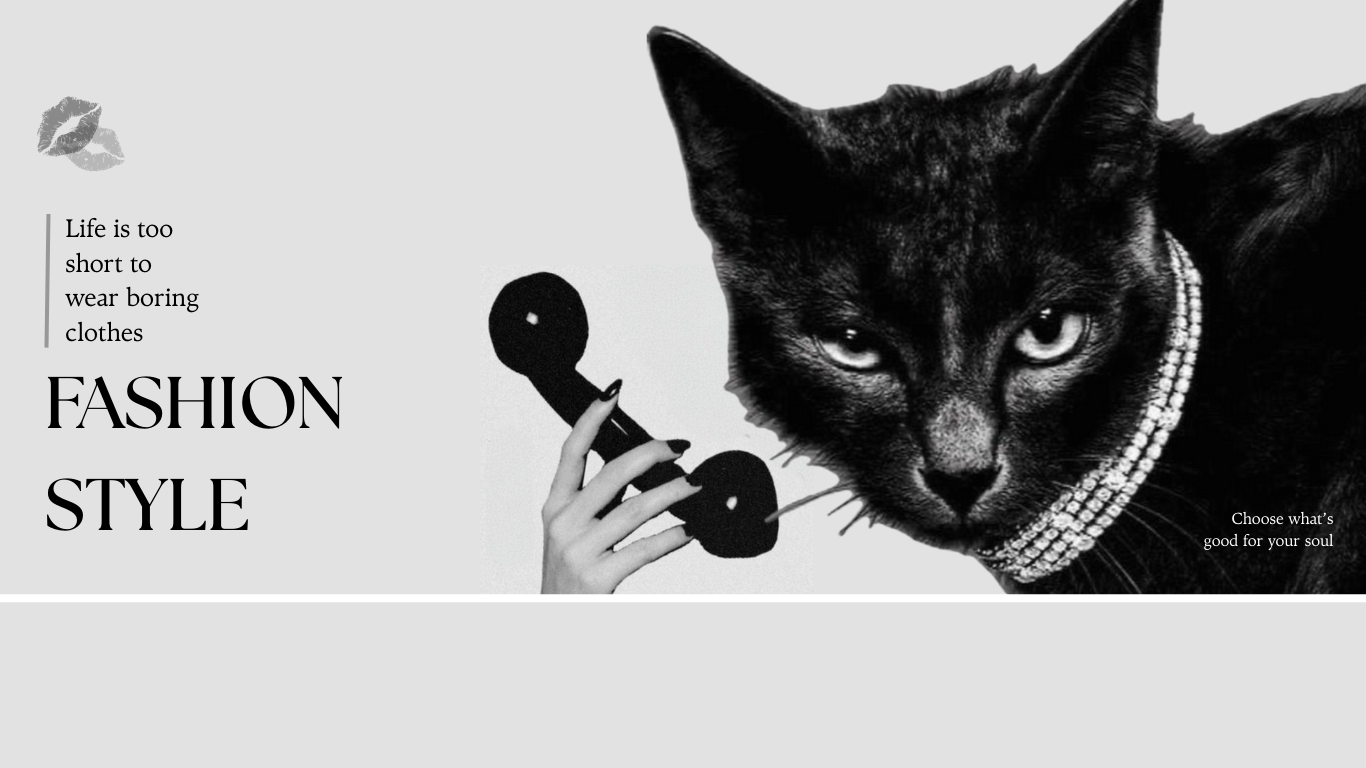 Life is too
short to
wear boring
clothes
FASHION
STYLE
Choose what’s
good for your soul